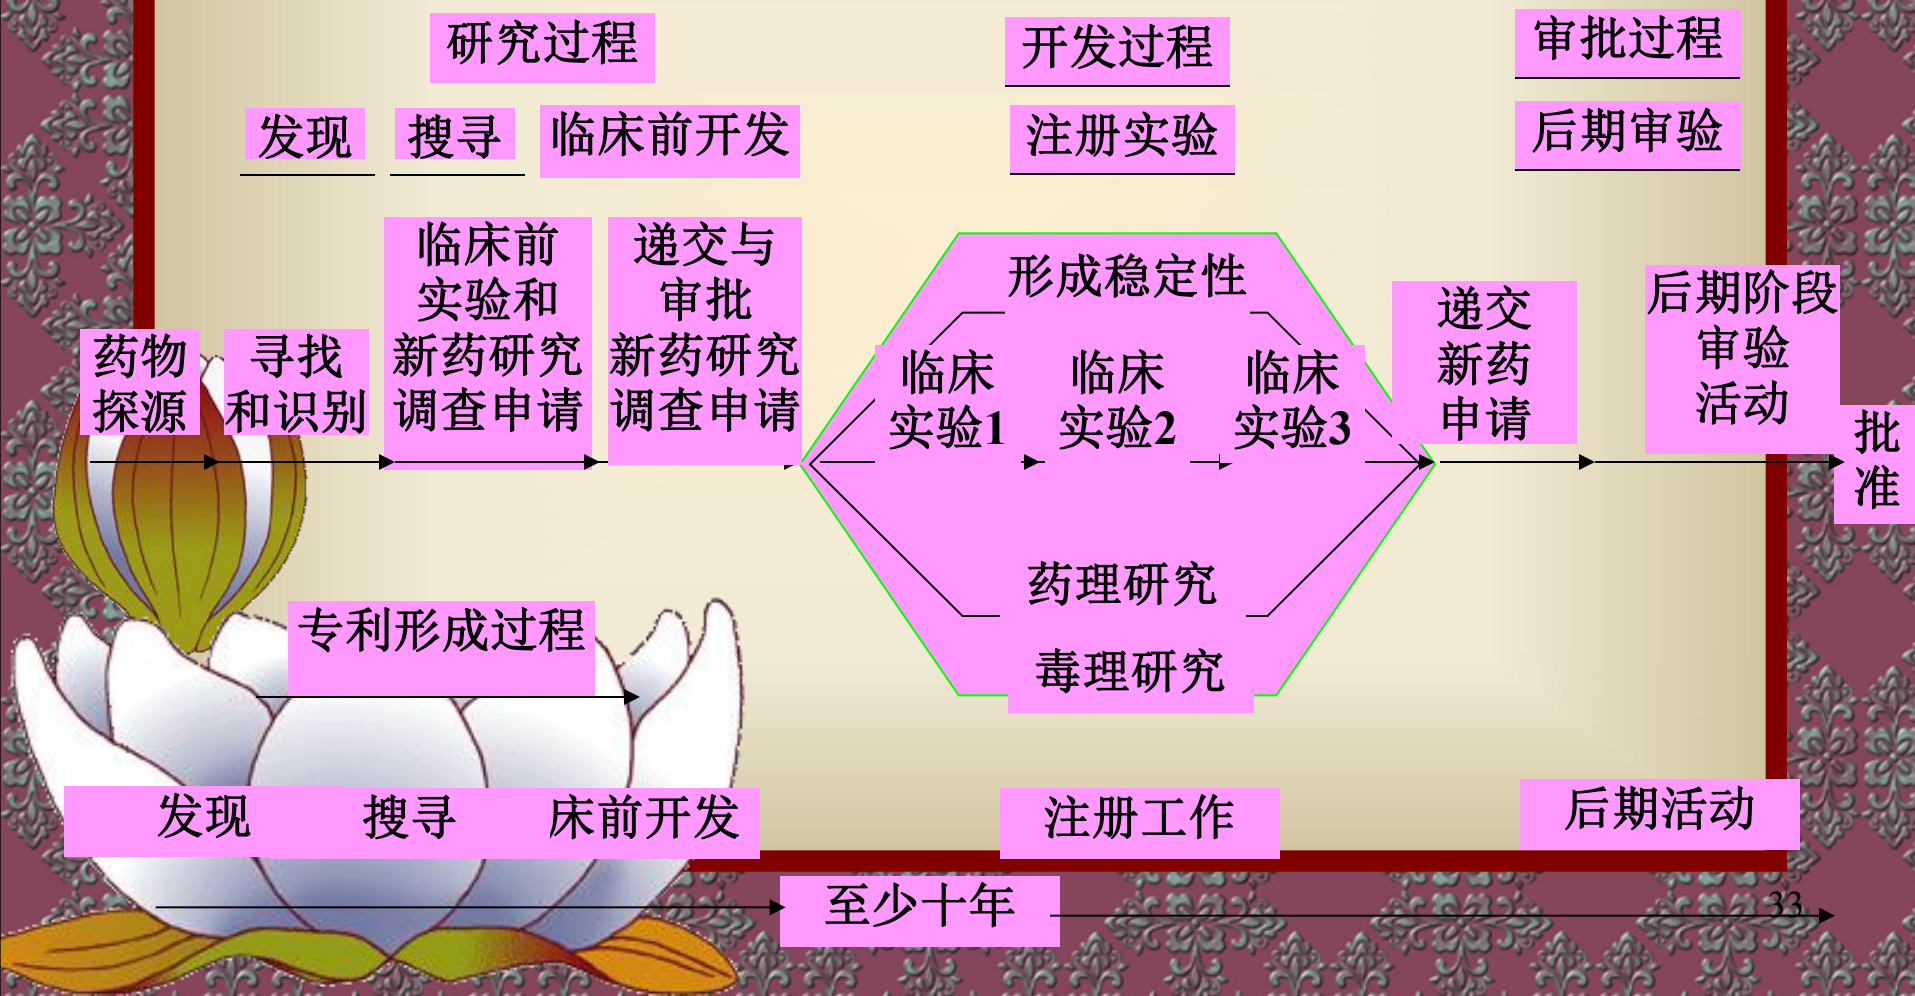 研究过程
开发过程
审批过程
发现
搜寻
临床前开发
注册实验
后期审验
药物
探源
寻找
和识别
临床前
实验和
新药研究
调查申请
递交与
审批
新药研究
调查申请
形成稳定性
临床
实验1
临床
实验2
临床
实验3
药理研究
毒理研究
递交
新药
申请
后期阶段
审验
活动
批
准
专利形成过程
发现
搜寻
床前开发
注册工作
后期活动
至少十年
33